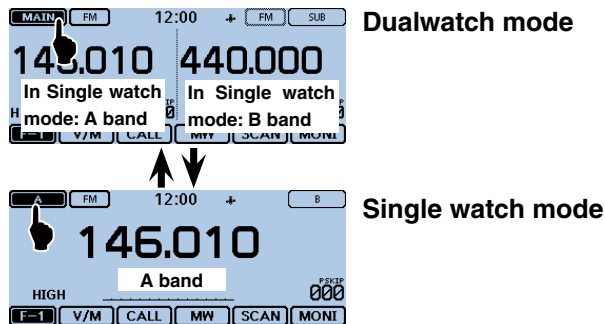 MAIN FM 12:00 FM SUB
Dualwatch mode
440.000
In Single watch mode: A band
In Single watch mode: B band
F-1 V/M CALL MW SCAN MONI
A FM 12:00 B
Single watch mode
146.010
A band
PSKIP
HIGH 000
F-1 V/M CALL MW SCAN MONI